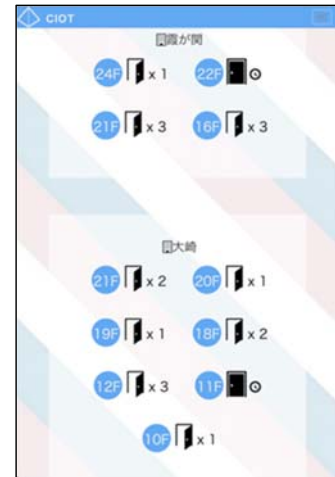 CIOT
霞が関
24F x 1 22F
21F x 3 16F x 3
大崎
21F x 2 20F x 1
19F x 1 18F x 2
12F x 3 11F
10F x 1